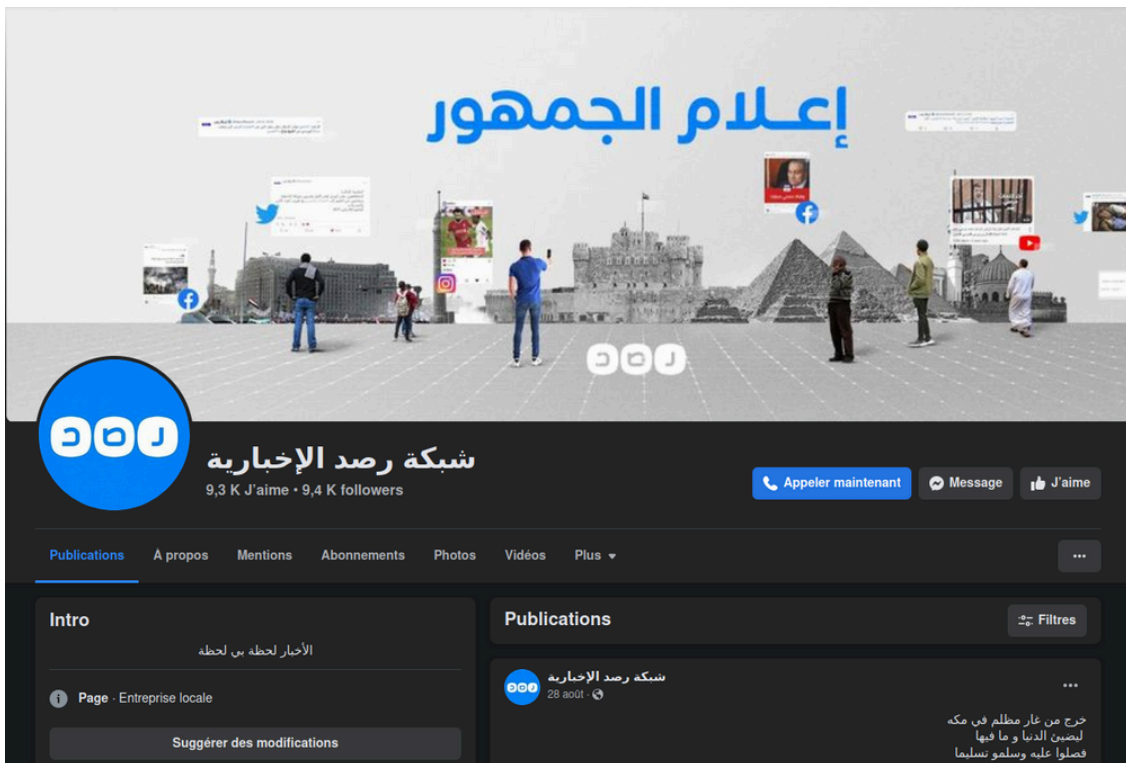 إعلام الجمهور
رصد
رصد
شبكة رصد الإخبارية
9,3 K J'aime • 9,4 K followers
Appeler maintenant
Message
J'aime
Publications
À propos
Mentions
Abonnements
Photos
Vidéos
Plus
Intro
الأخبار لحظة بي لحظة
Page · Entreprise locale
Suggérer des modifications
Publications
Filtres
رصد
شبكة رصد الإخبارية
28 août ·
خرج من غار مظلم في مكه
ليضيئ الدنيا و ما فيها
فصلوا عليه وسلمو تسليما